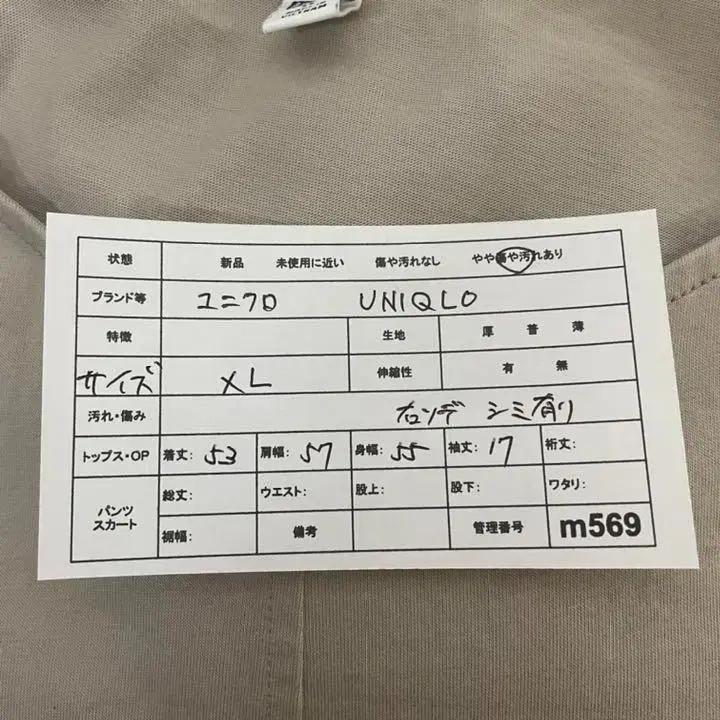 VIETNAM
状態 新品 未使用に近い 傷や汚れなし やや傷や汚れあり
ブランド等 ユニクロ UNIQLO
特徴 生地 厚 普 薄
サイズ XL 伸縮性 有 無
汚れ・傷み 右ソデ シミ有り
トップス・OP 着丈: 53 肩幅: 57 身幅: 55 袖丈: 17 裄丈:
パンツ スカート 総丈: ウエスト: 股上: 股下: ワタリ:
裾幅: 備考 管理番号 m569